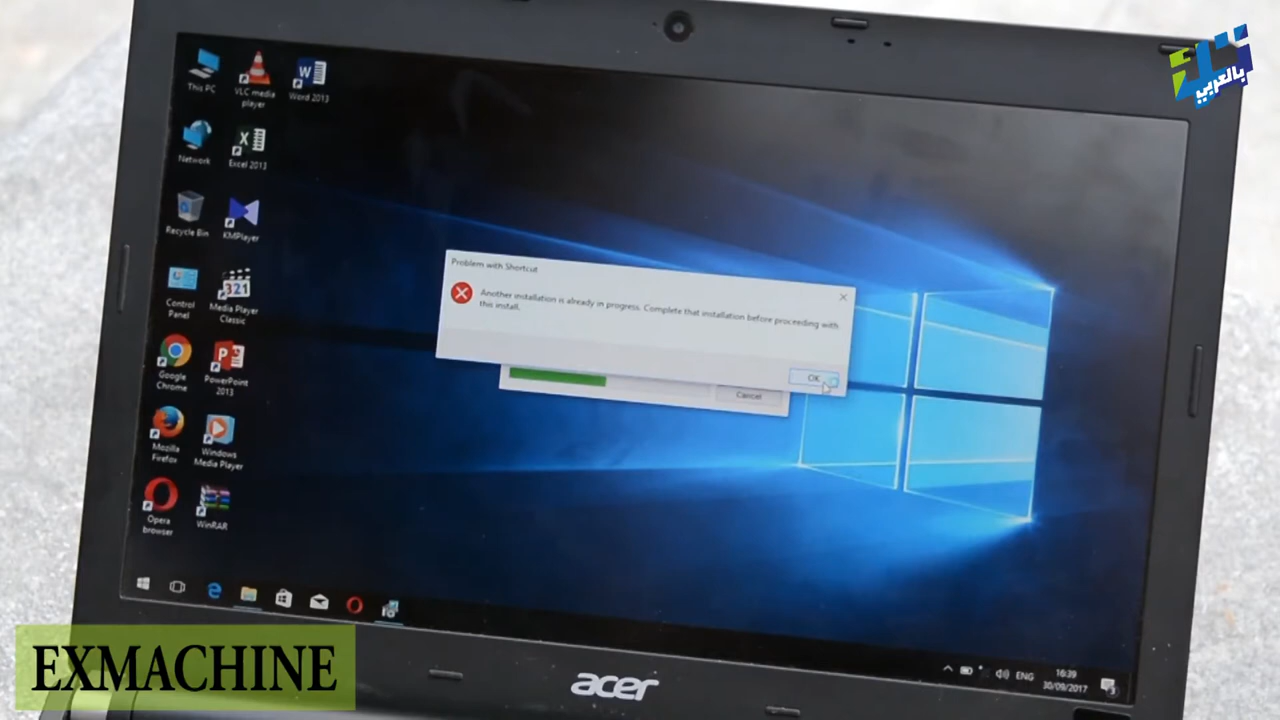 تك
بالعربي
This PC
VLC media
player
Word 2013
Network
Excel 2013
Recycle Bin
KMPlayer
Control
Panel
321
Media Player
Classic
Google
Chrome
PowerPoint
2013
Mozilla
Firefox
Windows
Media Player
Opera
browser
WinRAR
Problem with Shortcut
Another installation is already in progress. Complete that installation before proceeding with
this install.
OK
Cancel
ENG
16:39
30/09/2017
acer
EXMACHINE